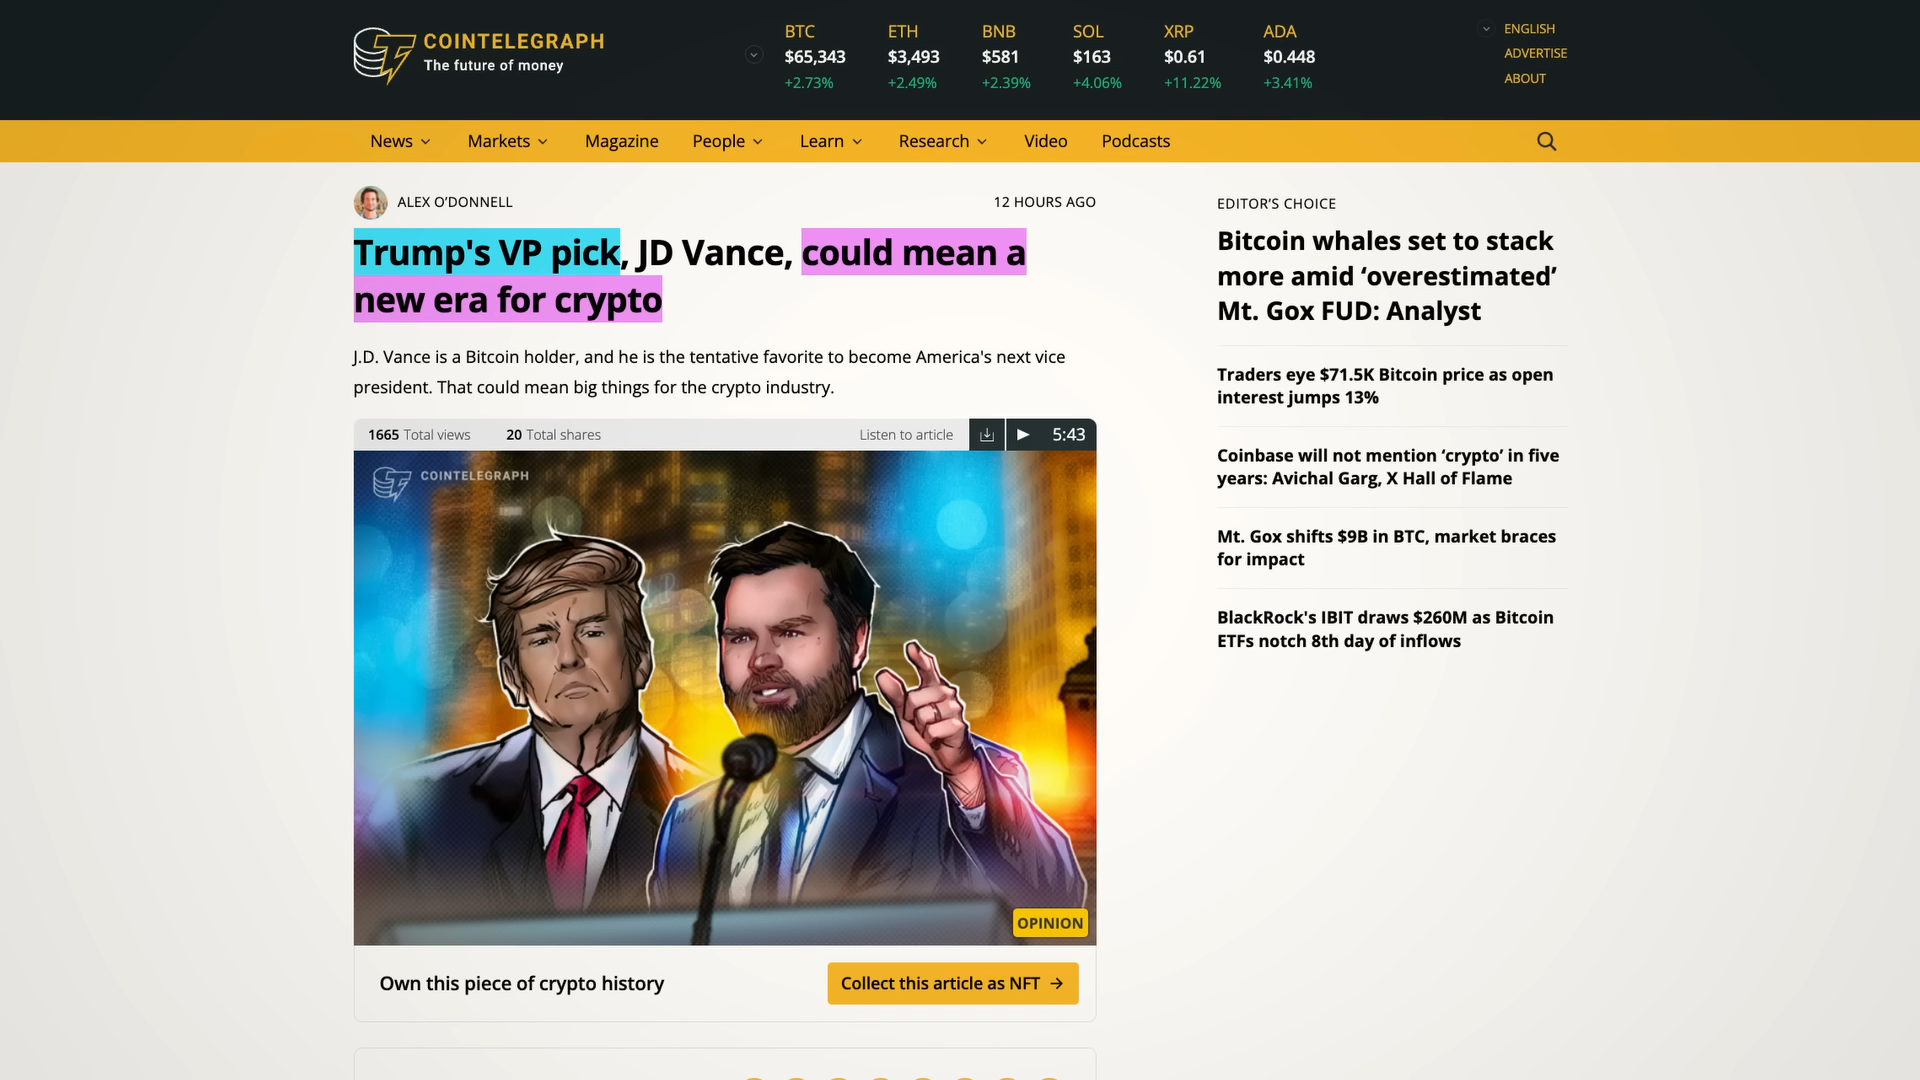 COINTELEGRAPH
The future of money
BTC
$65,343
+2.73%
ETH
$3,493
+2.49%
BNB
$581
+2.39%
SOL
$163
+4.06%
XRP
$0.61
+11.22%
ADA
$0.448
+3.41%
ENGLISH
ADVERTISE
ABOUT
News
Markets
Magazine
People
Learn
Research
Video
Podcasts
ALEX O’DONNELL
12 HOURS AGO
Trump's VP pick, JD Vance, could mean a
new era for crypto
J.D. Vance is a Bitcoin holder, and he is the tentative favorite to become America's next vice
president. That could mean big things for the crypto industry.
1665 Total views
20 Total shares
Listen to article
5:43
COINTELEGRAPH
OPINION
Own this piece of crypto history
Collect this article as NFT →
EDITOR’S CHOICE
Bitcoin whales set to stack
more amid ‘overestimated’
Mt. Gox FUD: Analyst
Traders eye $71.5K Bitcoin price as open
interest jumps 13%
Coinbase will not mention ‘crypto’ in five
years: Avichal Garg, X Hall of Flame
Mt. Gox shifts $9B in BTC, market braces
for impact
BlackRock's IBIT draws $260M as Bitcoin
ETFs notch 8th day of inflows